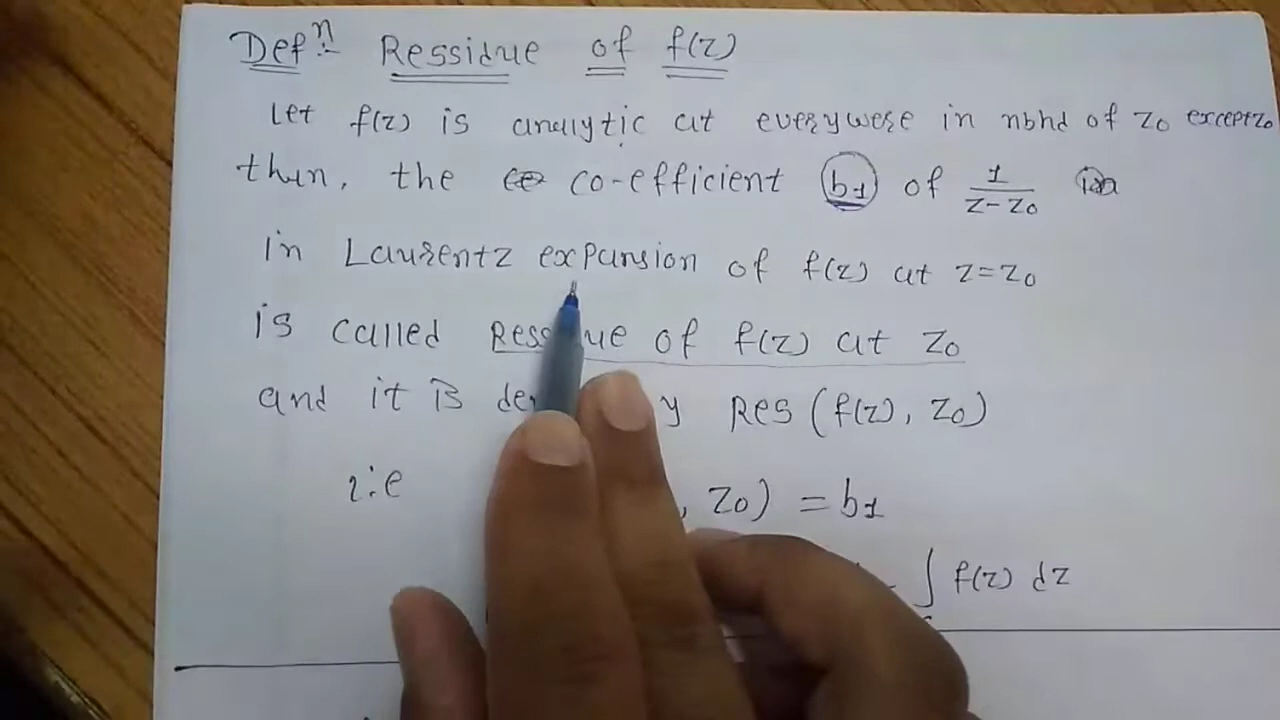 Defⁿ: Ressidue of f(z)
Let f(z) is analytic at everywere in nbhd of z₀ except z₀
then, the co-efficient b₁ of 1/(z-z₀)
in Laurentz expansion of f(z) at z=z₀
is called Res ue of f(z) at z₀
and it is de y Res (f(z), z₀)
i.e , z₀) = b₁
∫ f(z) dz